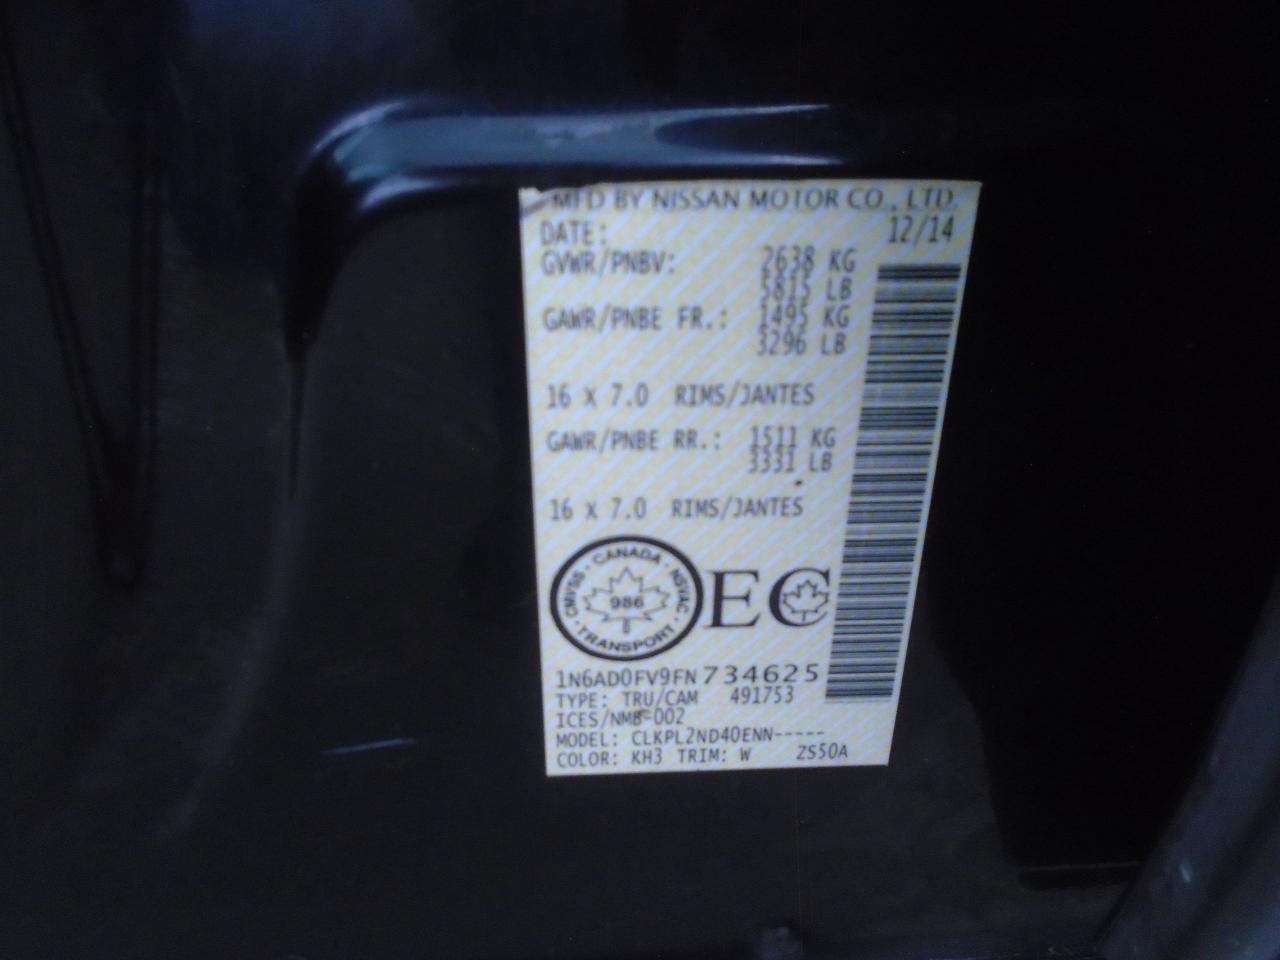 MFD BY NISSAN MOTOR CO., LTD.
DATE: 12/14
GVWR/PNBV: 2638 KG
5815 LB
GAWR/PNBE FR.: 1495 KG
3296 LB
16 X 7.0 RIMS/JANTES
GAWR/PNBE RR.: 1511 KG
3331 LB
16 X 7.0 RIMS/JANTES
CANADA · NSVAC · TRANSPORT · CMVSS
986
EC
1N6AD0FV9FN734625
TYPE: TRU/CAM 491753
ICES/NMB-002
MODEL: CLKPL2ND40ENN-----
COLOR: KH3 TRIM: W ZS50A